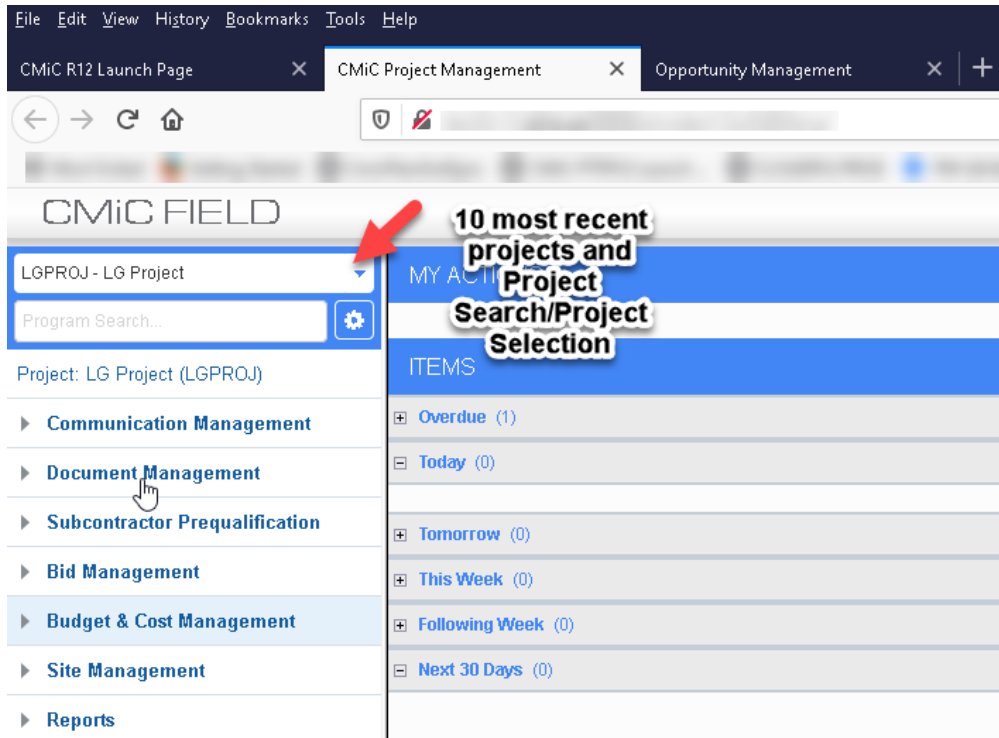 File Edit View History Bookmarks Tools Help
CMiC R12 Launch Page
CMiC Project Management
Opportunity Management
CMiC FIELD
10 most recent
projects and
Project
Search/Project
Selection
LGPROJ - LG Project
MY ACTI
Program Search...
ITEMS
Project: LG Project (LGPROJ)
Communication Management
Document Management
Subcontractor Prequalification
Bid Management
Budget & Cost Management
Site Management
Reports
Overdue (1)
Today (0)
Tomorrow (0)
This Week (0)
Following Week (0)
Next 30 Days (0)